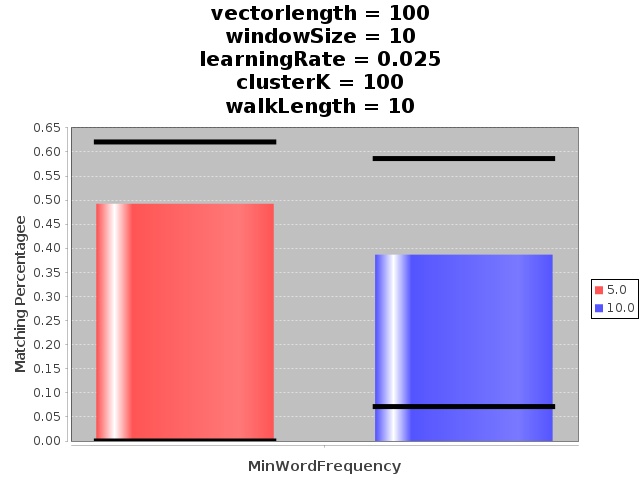 vectorlength = 100
windowSize = 10
learningRate = 0.025
clusterK = 100
walkLength = 10
0.65
0.60
0.55
0.50
0.45
0.40
0.35
0.30
0.25
0.20
0.15
0.10
0.05
0.00
Matching Percentagee
MinWordFrequency
5.0
10.0